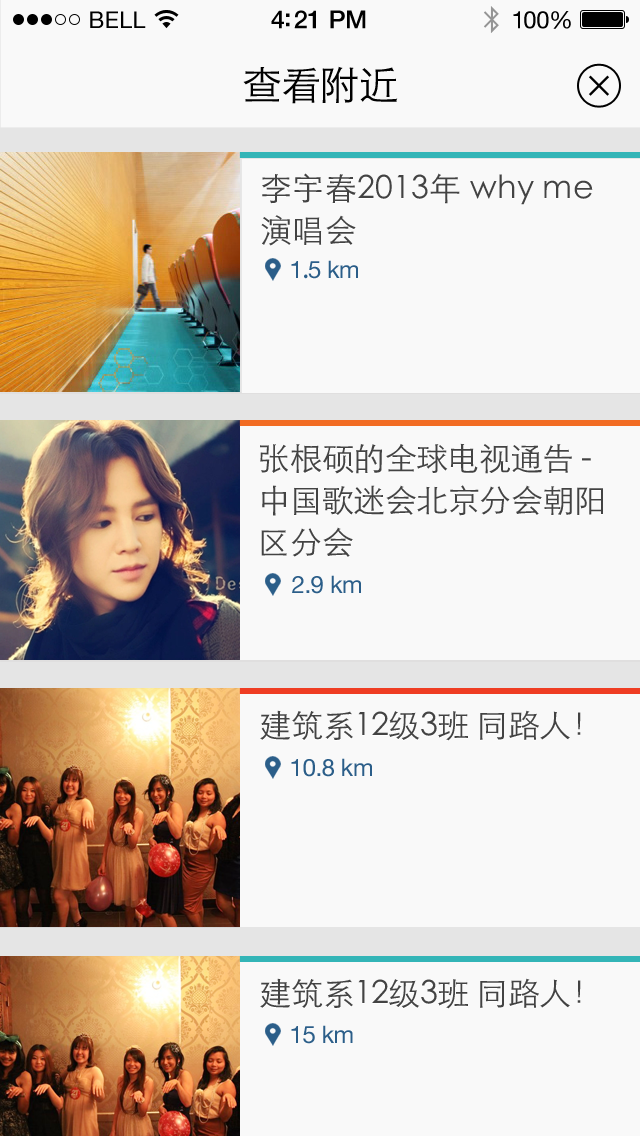 BELL 4:21 PM 100%
查看附近
李宇春2013年 why me
演唱会
1.5 km
张根硕的全球电视通告 -
中国歌迷会北京分会朝阳
区分会
2.9 km
Des
建筑系12级3班 同路人！
10.8 km
建筑系12级3班 同路人！
15 km